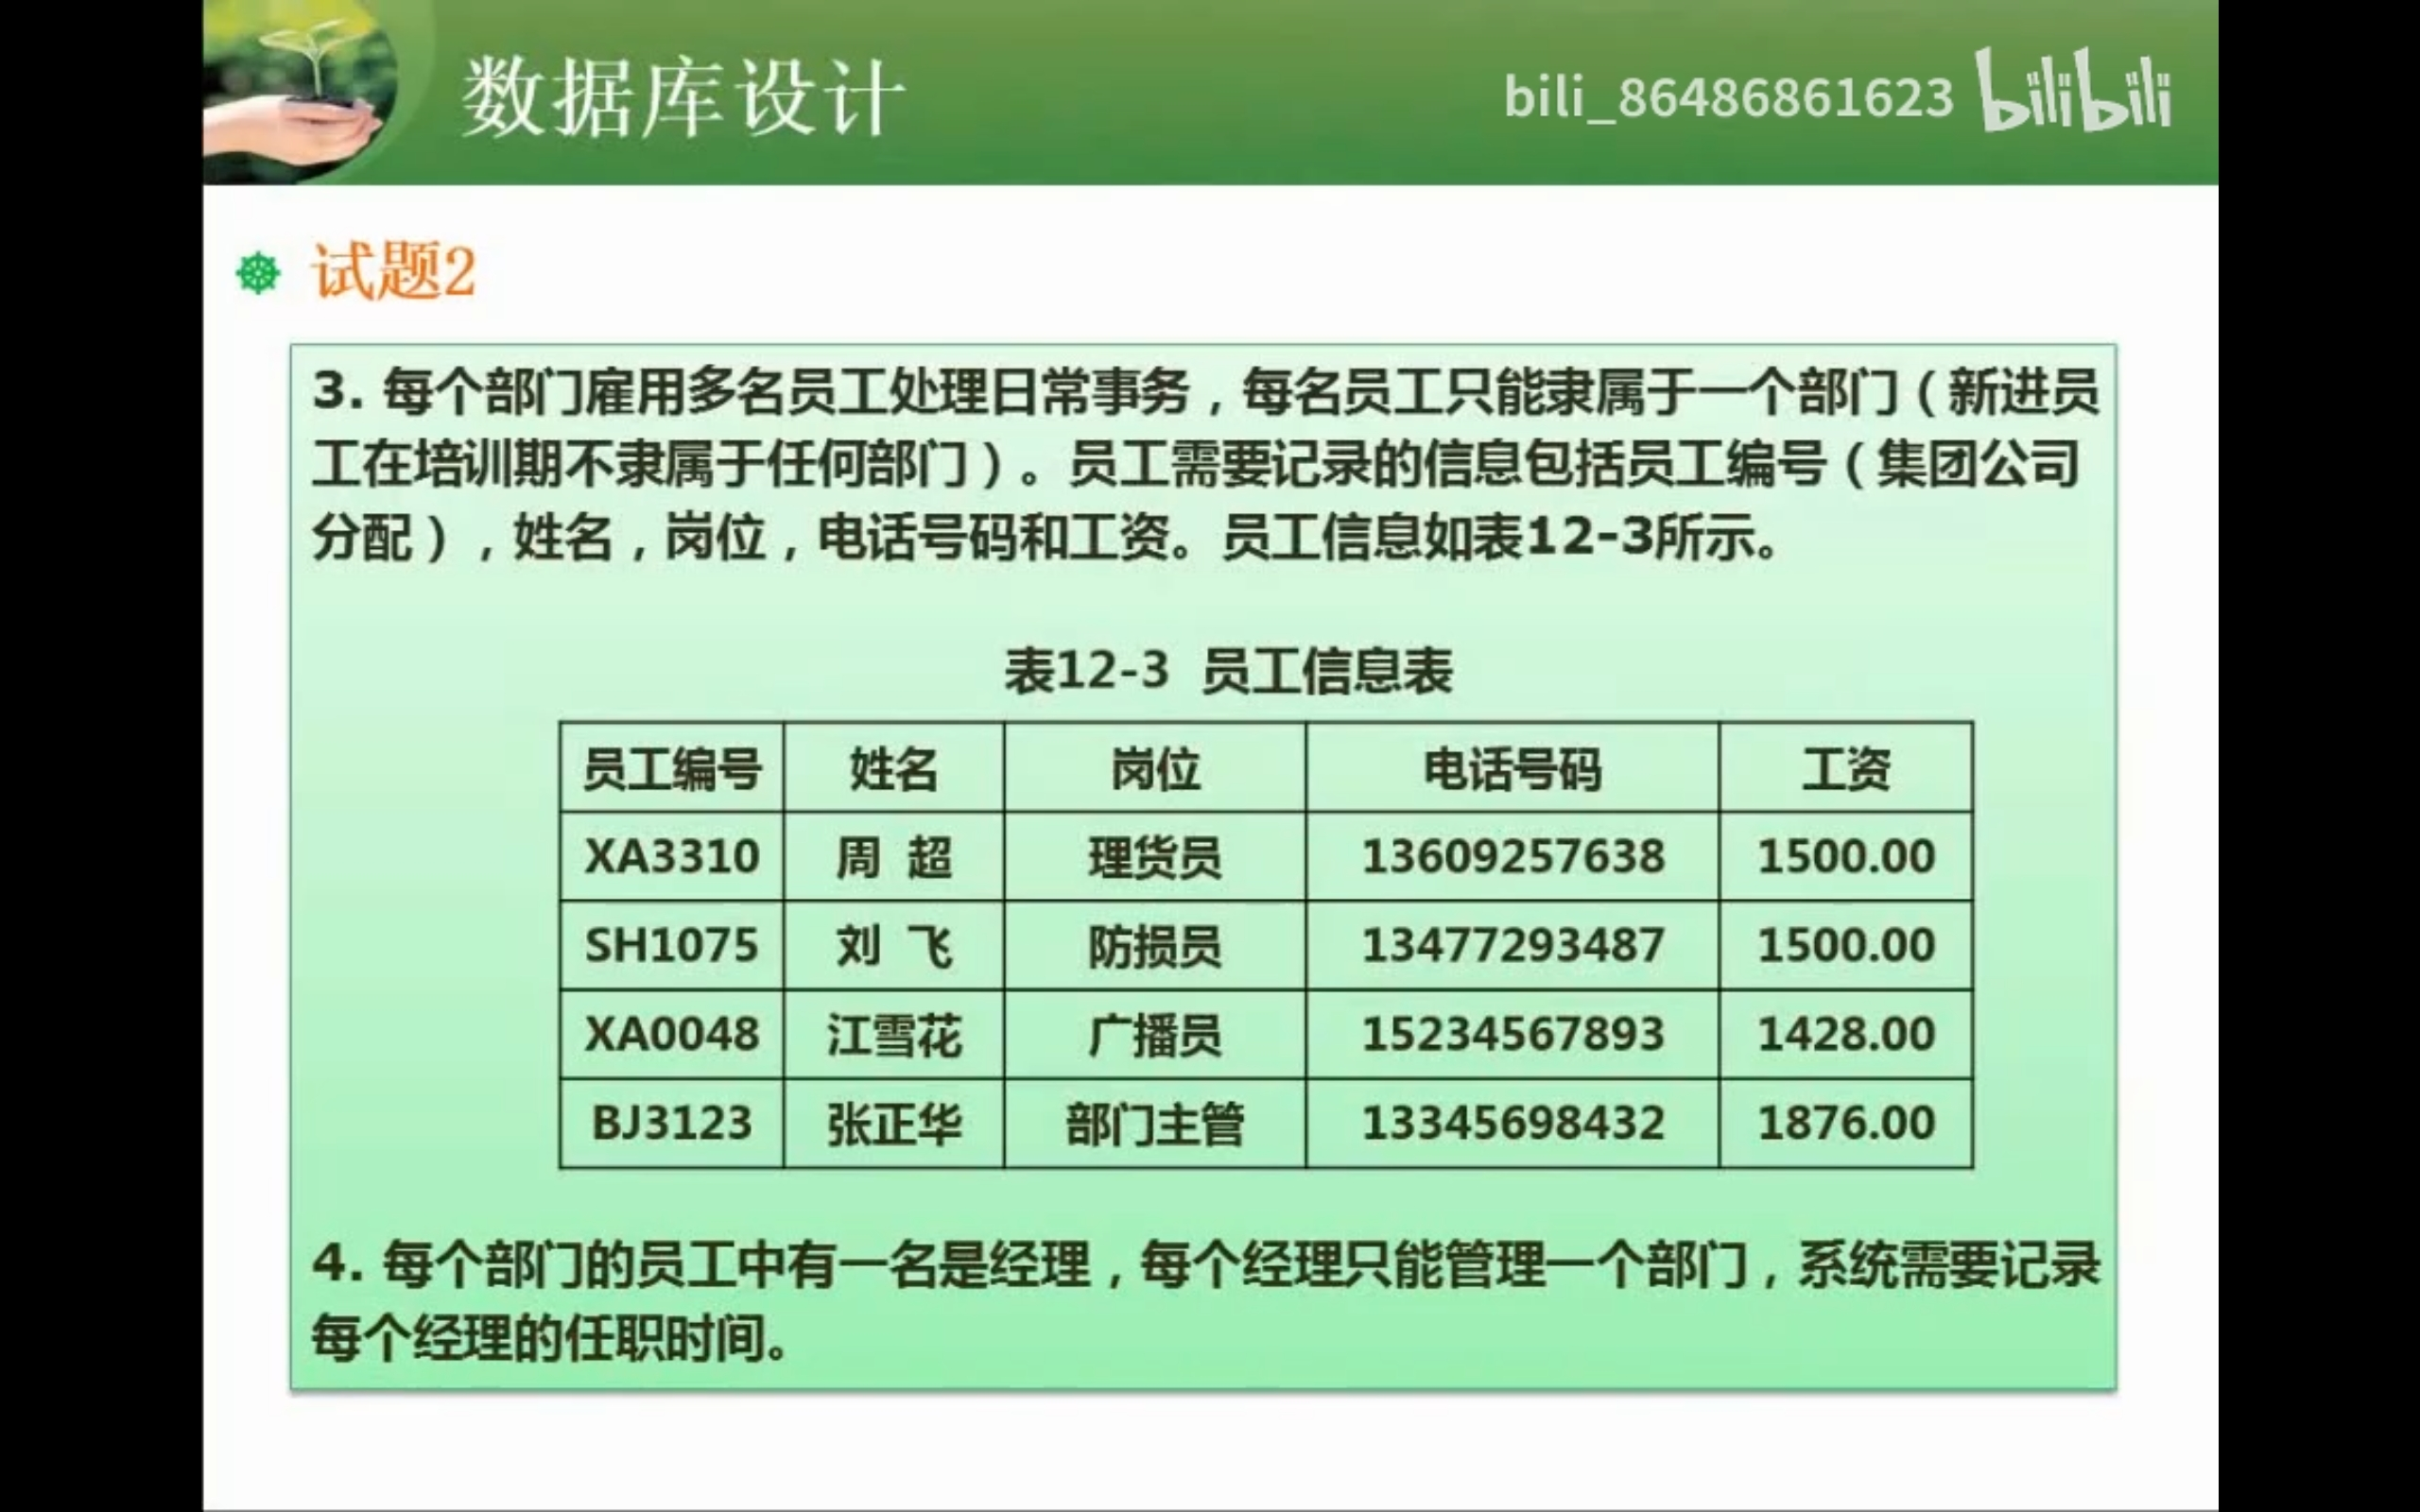 数据库设计
bili_86486861623 bilibili
试题2
3. 每个部门雇用多名员工处理日常事务，每名员工只能隶属于一个部门（新进员
工在培训期不隶属于任何部门）。员工需要记录的信息包括员工编号（集团公司
分配），姓名，岗位，电话号码和工资。员工信息如表12-3所示。
表12-3 员工信息表
员工编号 姓名 岗位 电话号码 工资
XA3310 周 超 理货员 13609257638 1500.00
SH1075 刘 飞 防损员 13477293487 1500.00
XA0048 江雪花 广播员 15234567893 1428.00
BJ3123 张正华 部门主管 13345698432 1876.00
4. 每个部门的员工中有一名是经理，每个经理只能管理一个部门，系统需要记录
每个经理的任职时间。